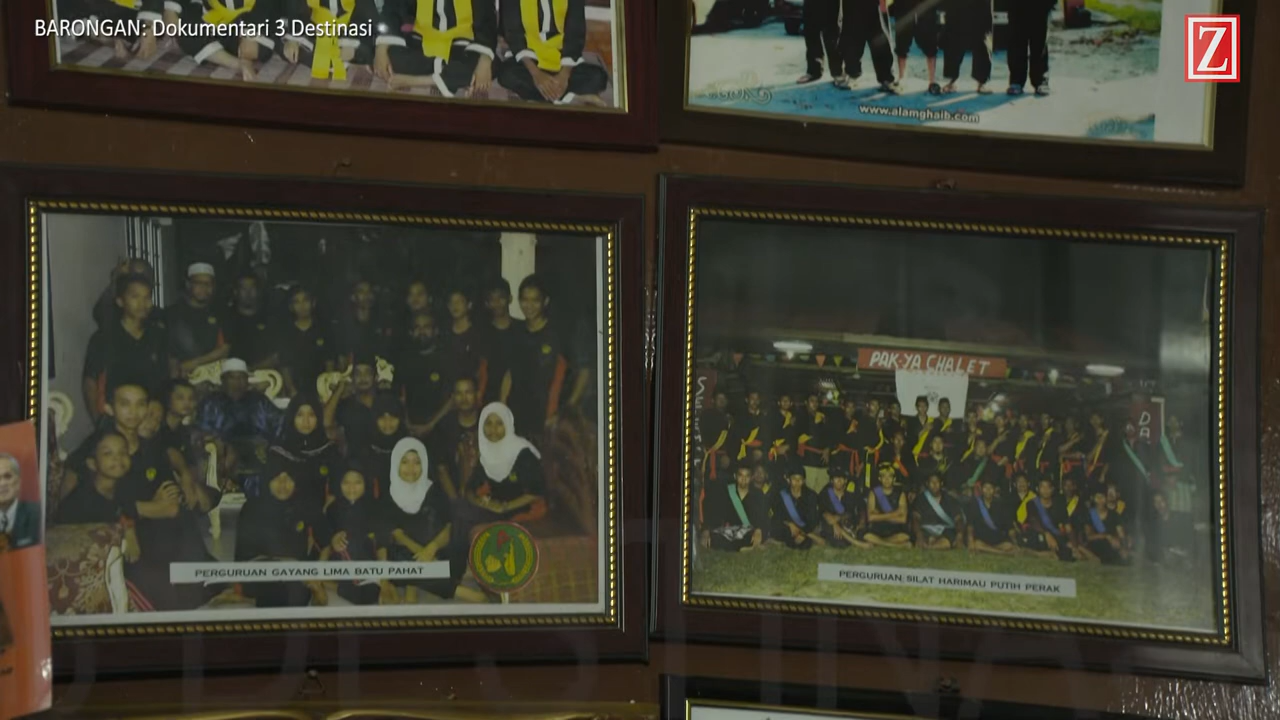 BARONGAN: Dokumentari 3 Destinasi
Z
www.alamghaib.com
PAK-YA CHALET
PERGURUAN GAYANG LIMA BATU PAHAT
PERGURUAN SILAT HARIMAU PUTIH PERAK